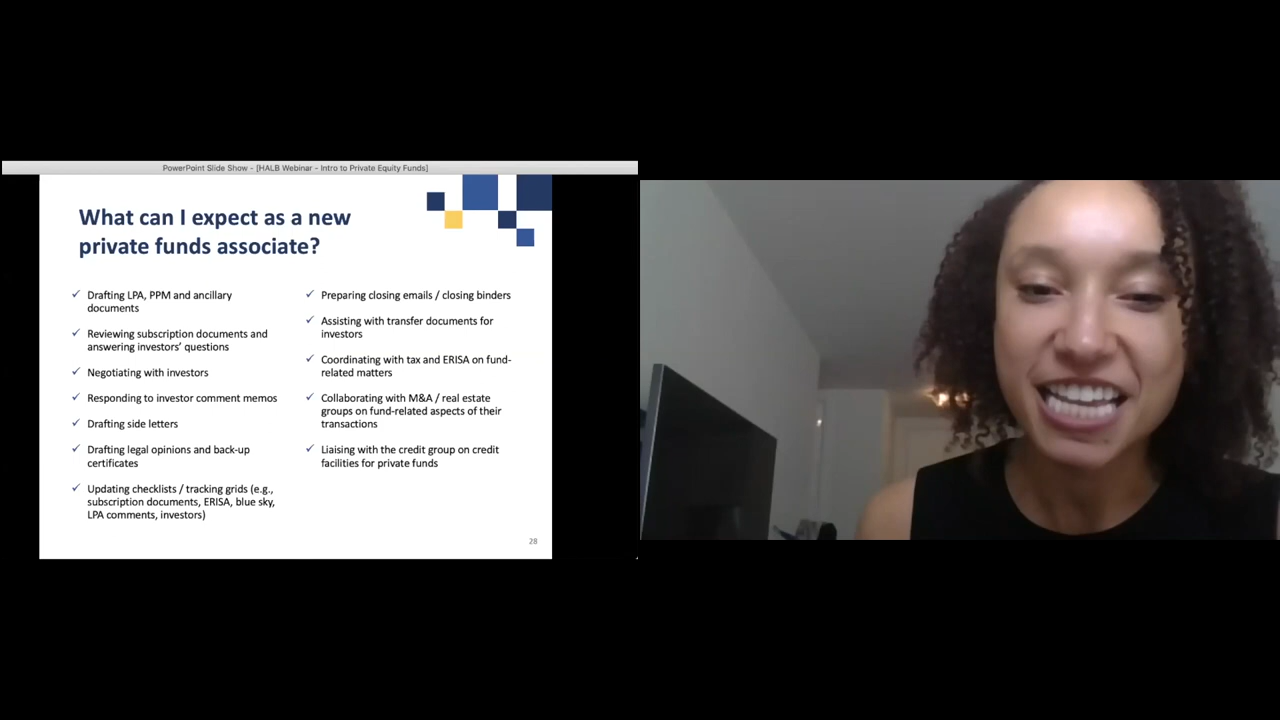 PowerPoint Slide Show - [HALB Webinar - Intro to Private Equity Funds]
What can I expect as a new
private funds associate?
✓ Drafting LPA, PPM and ancillary
documents
✓ Reviewing subscription documents and
answering investors’ questions
✓ Negotiating with investors
✓ Responding to investor comment memos
✓ Drafting side letters
✓ Drafting legal opinions and back-up
certificates
✓ Updating checklists / tracking grids (e.g.,
subscription documents, ERISA, blue sky,
LPA comments, investors)
✓ Preparing closing emails / closing binders
✓ Assisting with transfer documents for
investors
✓ Coordinating with tax and ERISA on fund-
related matters
✓ Collaborating with M&A / real estate
groups on fund-related aspects of their
transactions
✓ Liaising with the credit group on credit
facilities for private funds
28